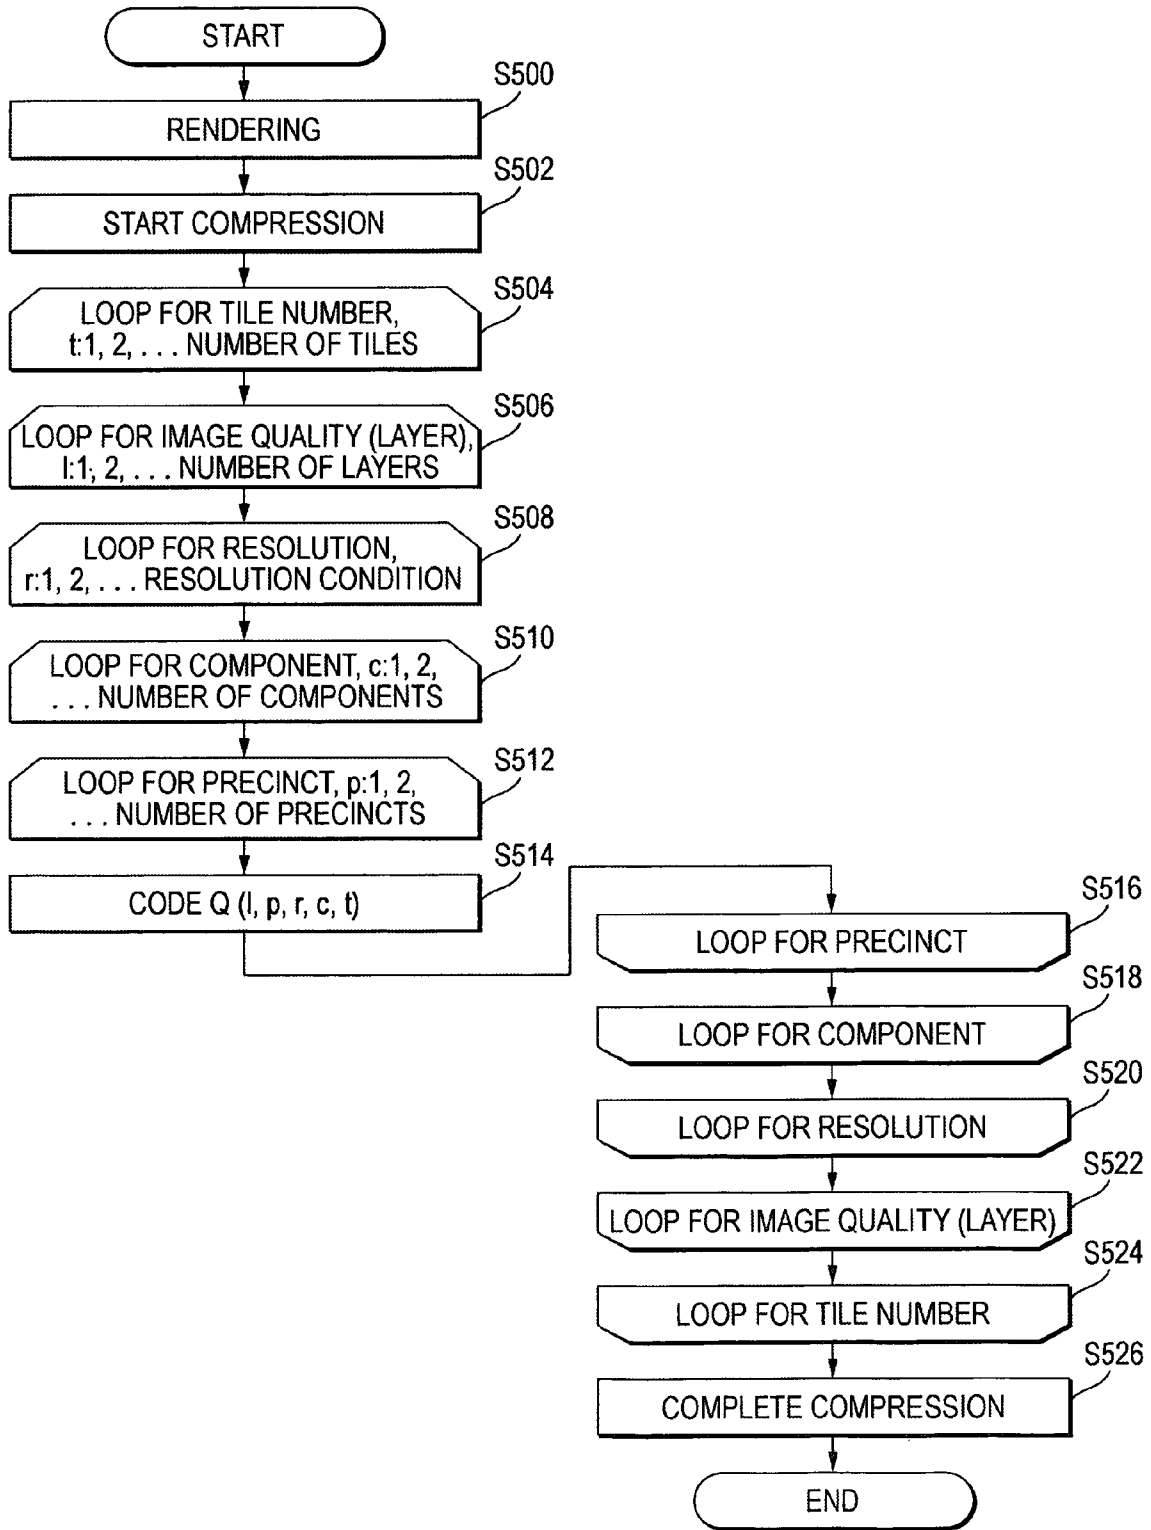 START
S500
RENDERING
S502
START COMPRESSION
S504
LOOP FOR TILE NUMBER,
t:1, 2, . . . NUMBER OF TILES
S506
LOOP FOR IMAGE QUALITY (LAYER),
l:1, 2, . . . NUMBER OF LAYERS
S508
LOOP FOR RESOLUTION,
r:1, 2, . . . RESOLUTION CONDITION
S510
LOOP FOR COMPONENT, c:1, 2,
. . . NUMBER OF COMPONENTS
S512
LOOP FOR PRECINCT, p:1, 2,
. . . NUMBER OF PRECINCTS
S514
CODE Q (l, p, r, c, t)
S516
LOOP FOR PRECINCT
S518
LOOP FOR COMPONENT
S520
LOOP FOR RESOLUTION
S522
LOOP FOR IMAGE QUALITY (LAYER)
S524
LOOP FOR TILE NUMBER
S526
COMPLETE COMPRESSION
END